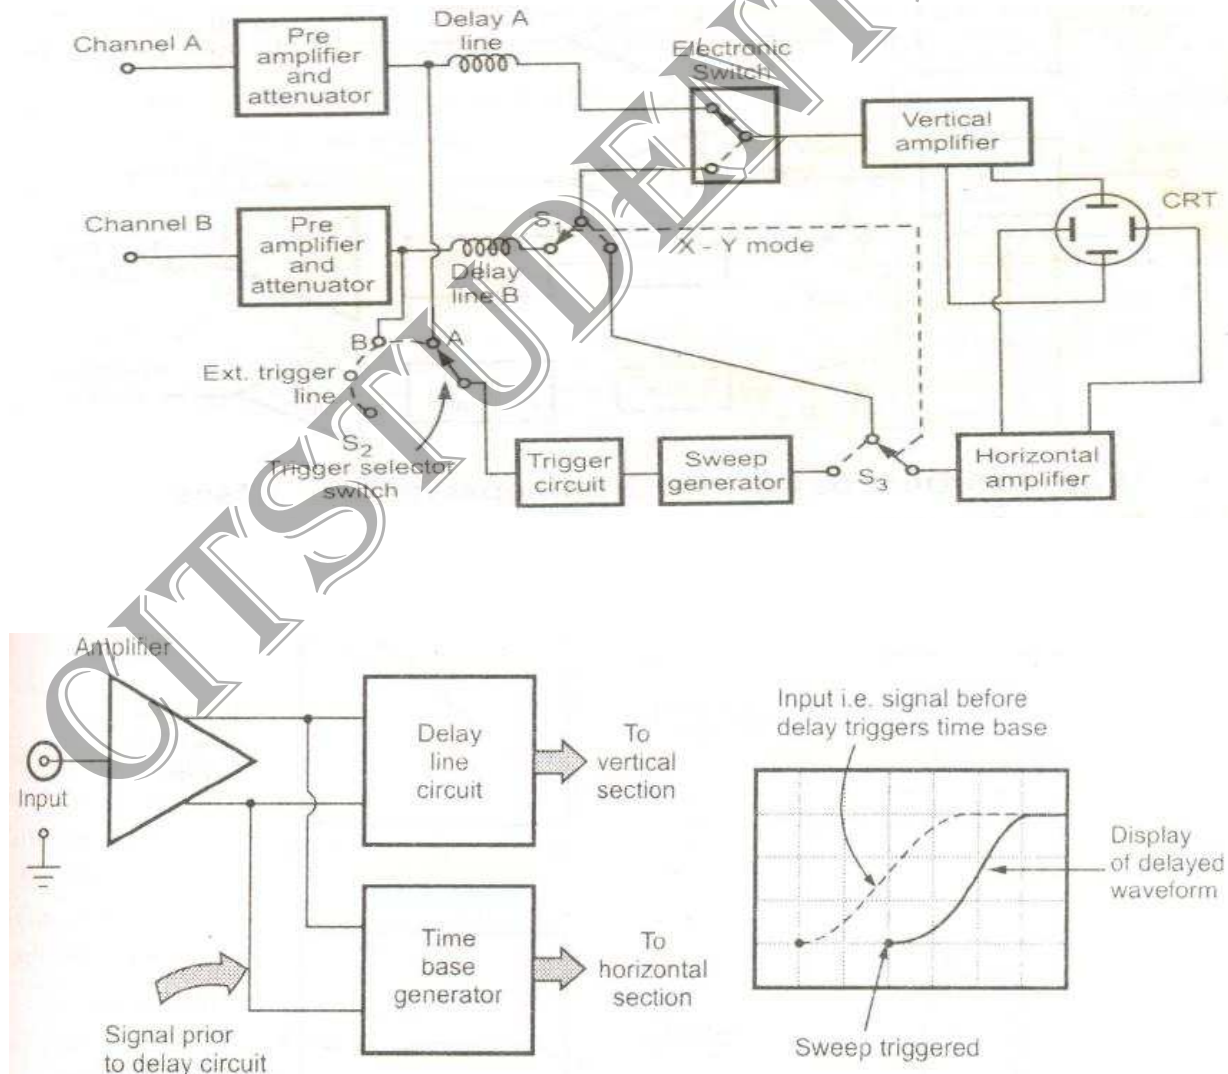 Channel A
Pre
amplifier
and
attenuator
Delay A
line
Electronic
Switch
Vertical
amplifier
CRT
Channel B
Pre
amplifier
and
attenuator
Delay
line B
S
X - Y mode
B
A
Ext. trigger
line
S2
Trigger selector
switch
Trigger
circuit
Sweep
generator
S3
Horizontal
amplifier
CITSTUDENT
Amplifier
Input
Delay
line
circuit
To
vertical
section
Time
base
generator
To
horizontal
section
Signal prior
to delay circuit
Input i.e. signal before
delay triggers time base
Display
of delayed
waveform
Sweep triggered